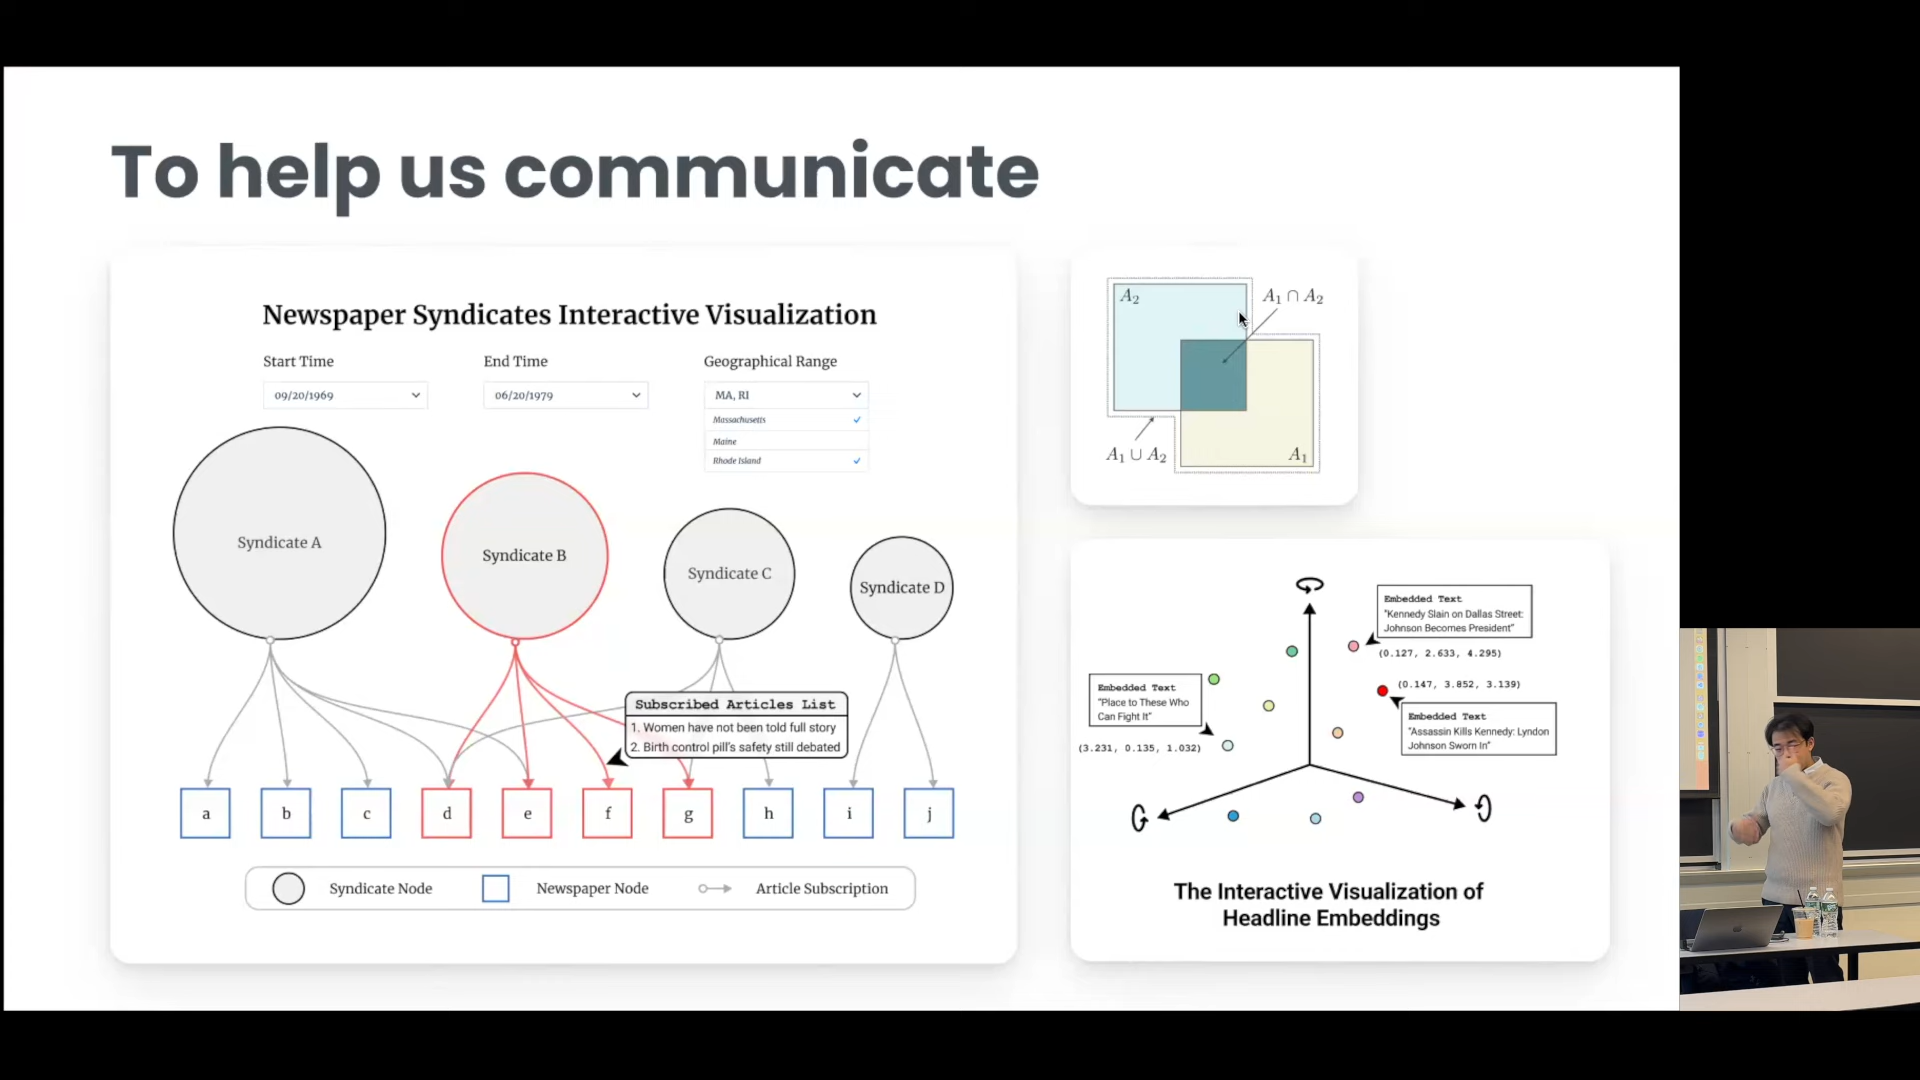 To help us communicate
Newspaper Syndicates Interactive Visualization
Start Time
End Time
Geographical Range
09/20/1969
06/20/1979
MA, RI
Massachusetts
Maine
Rhode Island
Syndicate A
Syndicate B
Syndicate C
Syndicate D
Subscribed Articles List
1. Women have not been told full story
2. Birth control pill's safety still debated
a b c d e f g h i j
Syndicate Node
Newspaper Node
Article Subscription
A₂
A₁ ∩ A₂
A₁ ∪ A₂
A₁
Embedded Text
"Kennedy Slain on Dallas Street:
Johnson Becomes President"
(0.127, 2.633, 4.295)
(0.147, 3.852, 3.139)
Embedded Text
"Assassin Kills Kennedy: Lyndon
Johnson Sworn In"
Embedded Text
"Place to These Who
Can Fight It"
(3.231, 0.135, 1.032)
The Interactive Visualization of
Headline Embeddings